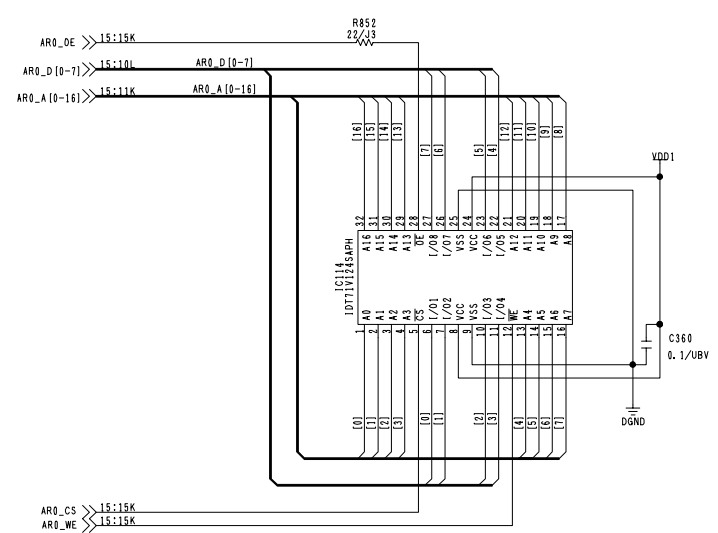 R852
22/J3
AR0_OE 15:15K
AR0_D[0-7] 15:10L AR0_D[0-7]
AR0_A[0-16] 15:11K AR0_A[0-16]
[16] [15] [14] [13] [7] [6] [5] [4] [12] [11] [10] [9] [8]
VDD1
32 31 30 29 28 27 26 25 24 23 22 21 20 19 18 17
A16 A15 A14 A13 OE I/O8 I/O7 VSS VCC I/O6 I/O5 A12 A11 A10 A9 A8
IC114
IDT71V124SAPH
A0 A1 A2 A3 CS I/O1 I/O2 VCC VSS I/O3 I/O4 WE A4 A5 A6 A7
1 2 3 4 5 6 7 8 9 10 11 12 13 14 15 16
C360
0.1/UBV
[0] [1] [2] [3] [0] [1] [2] [3] [4] [5] [6] [7]
DGND
AR0_CS 15:15K
AR0_WE 15:15K